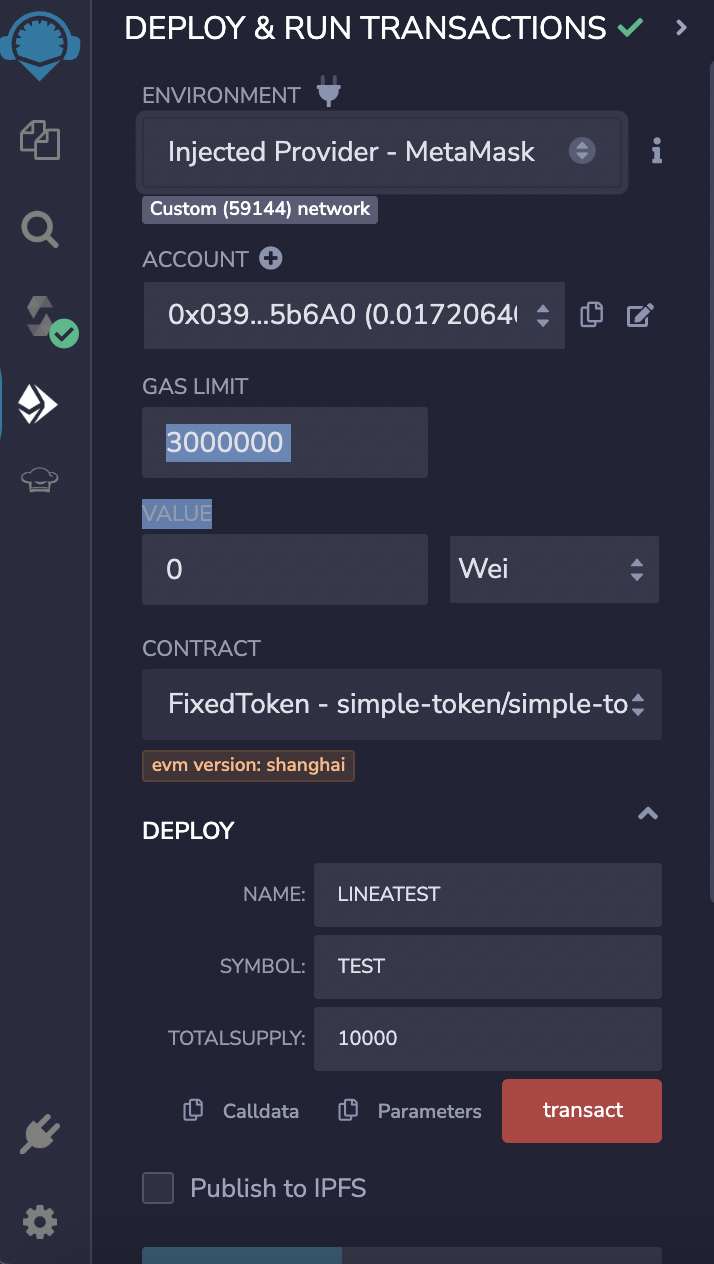 DEPLOY & RUN TRANSACTIONS
ENVIRONMENT
Injected Provider - MetaMask
Custom (59144) network
ACCOUNT
0x039...5b6A0 (0.0172064
GAS LIMIT
3000000
VALUE
0 Wei
CONTRACT
FixedToken - simple-token/simple-to
evm version: shanghai
DEPLOY
NAME: LINEATEST
SYMBOL: TEST
TOTALSUPPLY: 10000
Calldata Parameters transact
Publish to IPFS